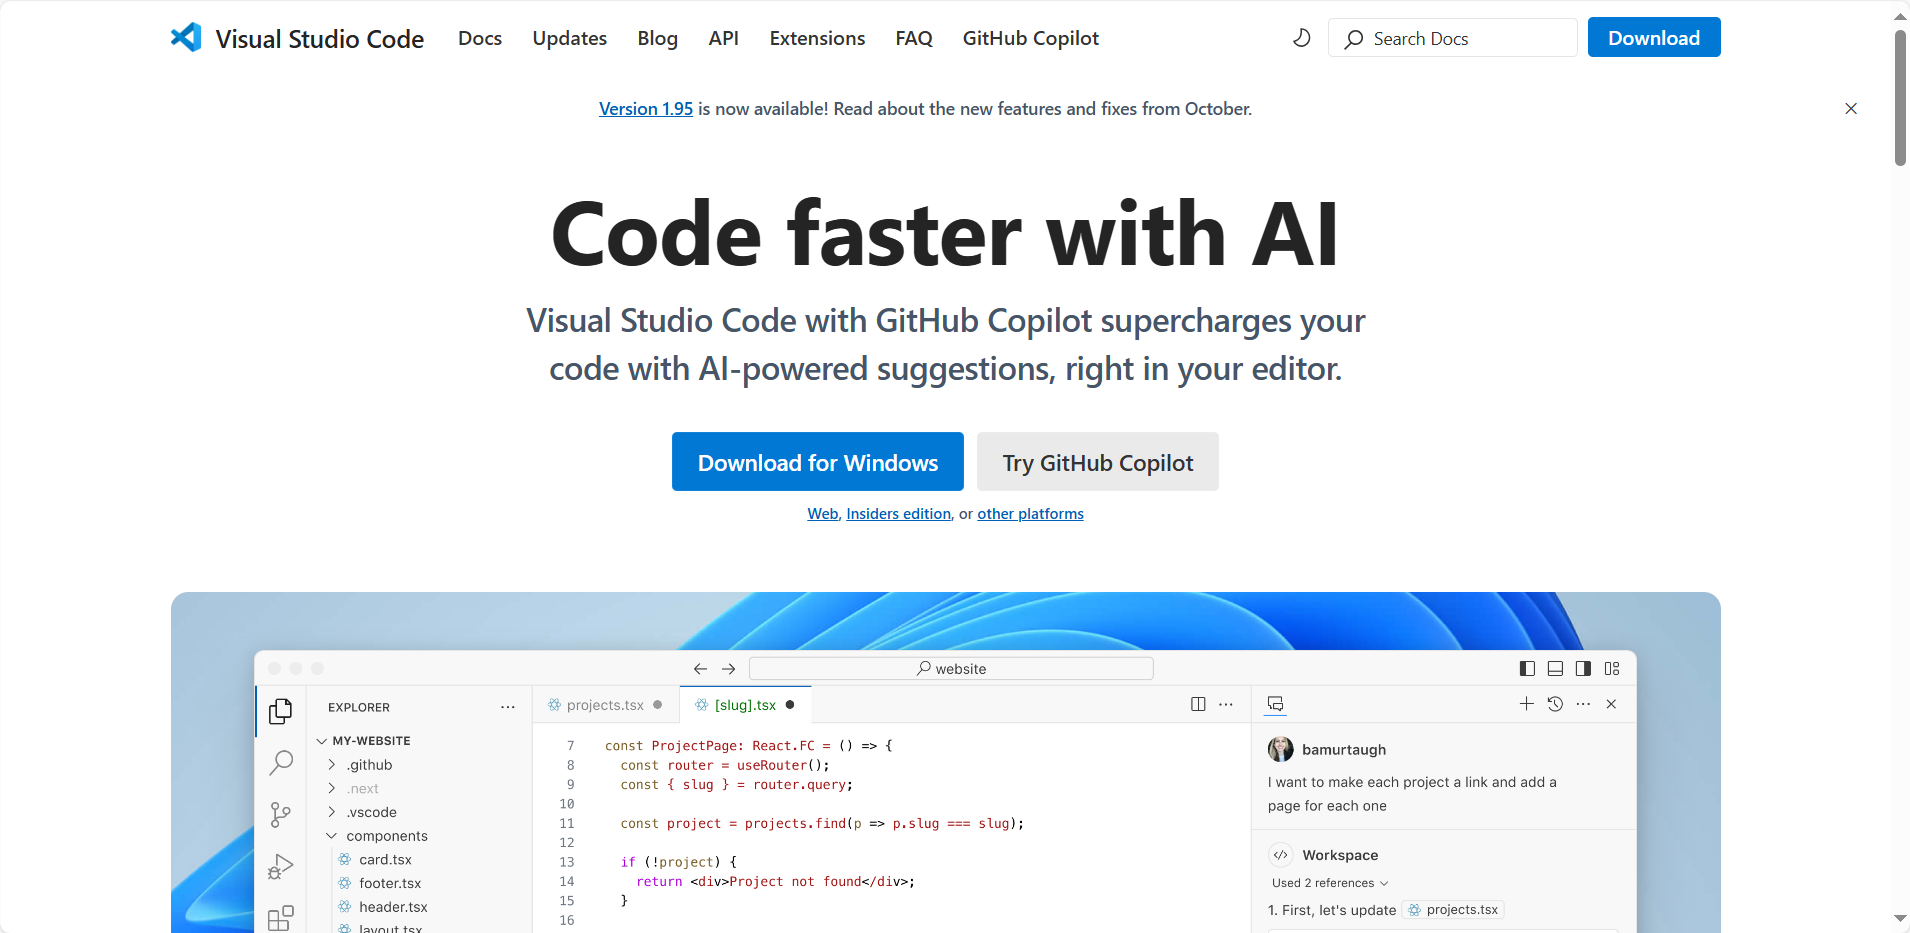 Visual Studio Code Docs Updates Blog API Extensions FAQ GitHub Copilot Search Docs Download
Version 1.95 is now available! Read about the new features and fixes from October.
Code faster with AI
Visual Studio Code with GitHub Copilot supercharges your
code with AI-powered suggestions, right in your editor.
Download for Windows Try GitHub Copilot
Web, Insiders edition, or other platforms
website
EXPLORER
MY-WEBSITE
.github
.next
.vscode
components
card.tsx
footer.tsx
header.tsx
layout.tsx
projects.tsx [slug].tsx
7 const ProjectPage: React.FC = () => {
8 const router = useRouter();
9 const { slug } = router.query;
10
11 const project = projects.find(p => p.slug === slug);
12
13 if (!project) {
14 return <div>Project not found</div>;
15 }
16
bamurtaugh
I want to make each project a link and add a
page for each one
Workspace
Used 2 references
1. First, let's update projects.tsx